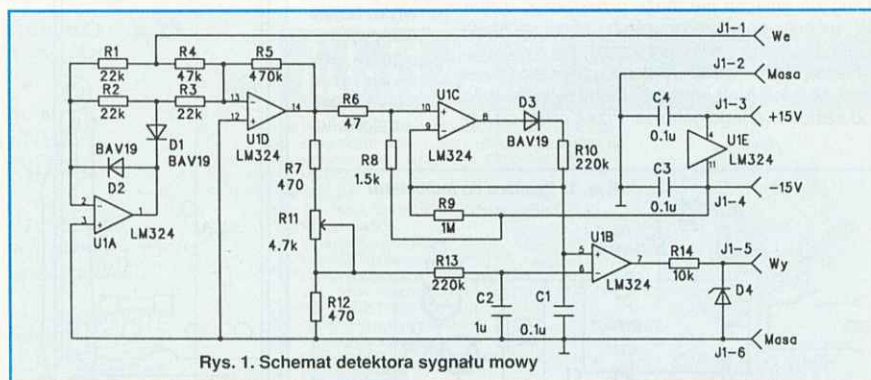 R1
22k
R4
47k
R5
470k
J1-1
We
R2
22k
R3
22k
D1
BAV19
BAV19
D2
2
3
1
U1A
LM324
13
12
U1D
14
LM324
R6
47
R7
470
R11
4.7k
R12
470
R8
1.5k
U1C
10
9
8
LM324
R9
1M
D3
BAV19
R10
220k
R13
220k
C2
1u
C1
0.1u
U1B
5
6
7
LM324
R14
10k
J1-2
Masa
C4
0.1u
J1-3
+15V
4
U1E
LM324
11
C3
0.1u
J1-4
-15V
J1-5
Wy
D4
J1-6
Masa
Rys. 1. Schemat detektora sygnału mowy